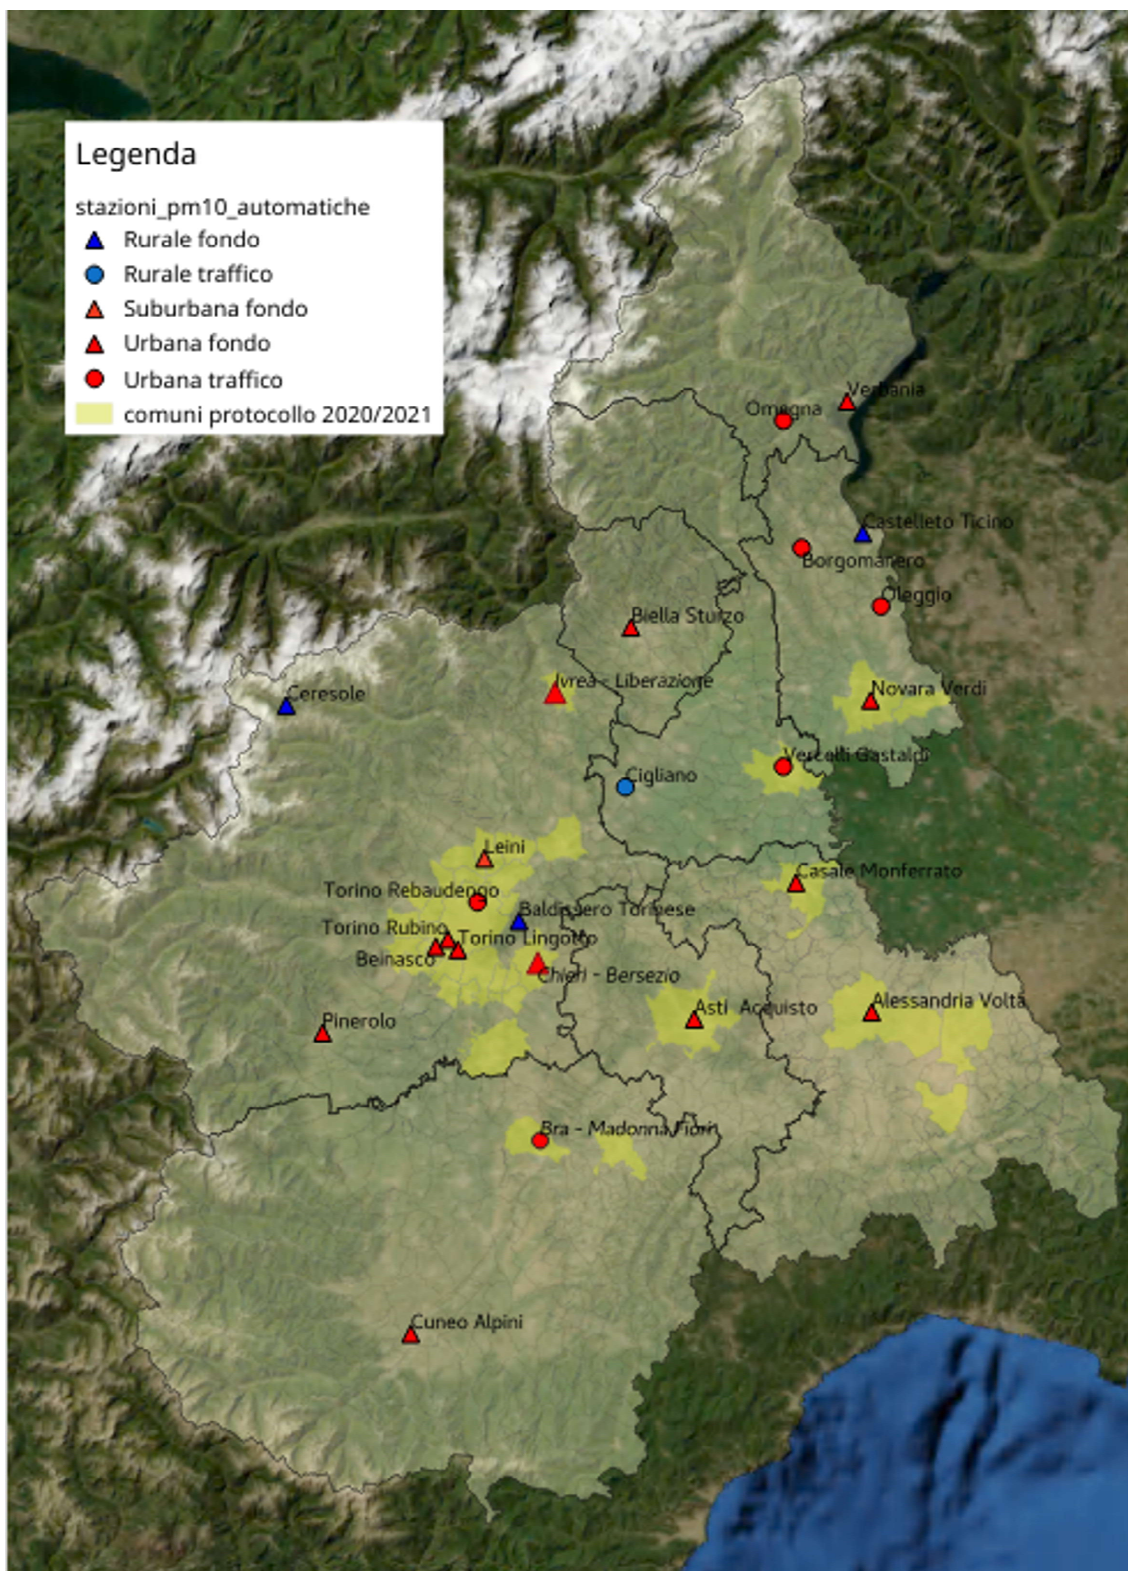 Legenda
stazioni_pm10_automatiche
Rurale fondo
Rurale traffico
Suburbana fondo
Urbana fondo
Urbana traffico
comuni protocollo 2020/2021
Verbania
Omegna
Castelleto Ticino
Borgomanero
Oleggio
Biella Sturzo
Ivrea - Liberazione
Novara Verdi
Ceresole
Vercelli Gastaldi
Cigliano
Leini
Casale Monferrato
Torino Rebaudengo
Baldissero Torinese
Torino Rubino
Torino Lingotto
Beinasco
Chieri - Bersezio
Alessandria Volta
Asti Acquisto
Pinerolo
Bra - Madonna Fiori
Cuneo Alpini